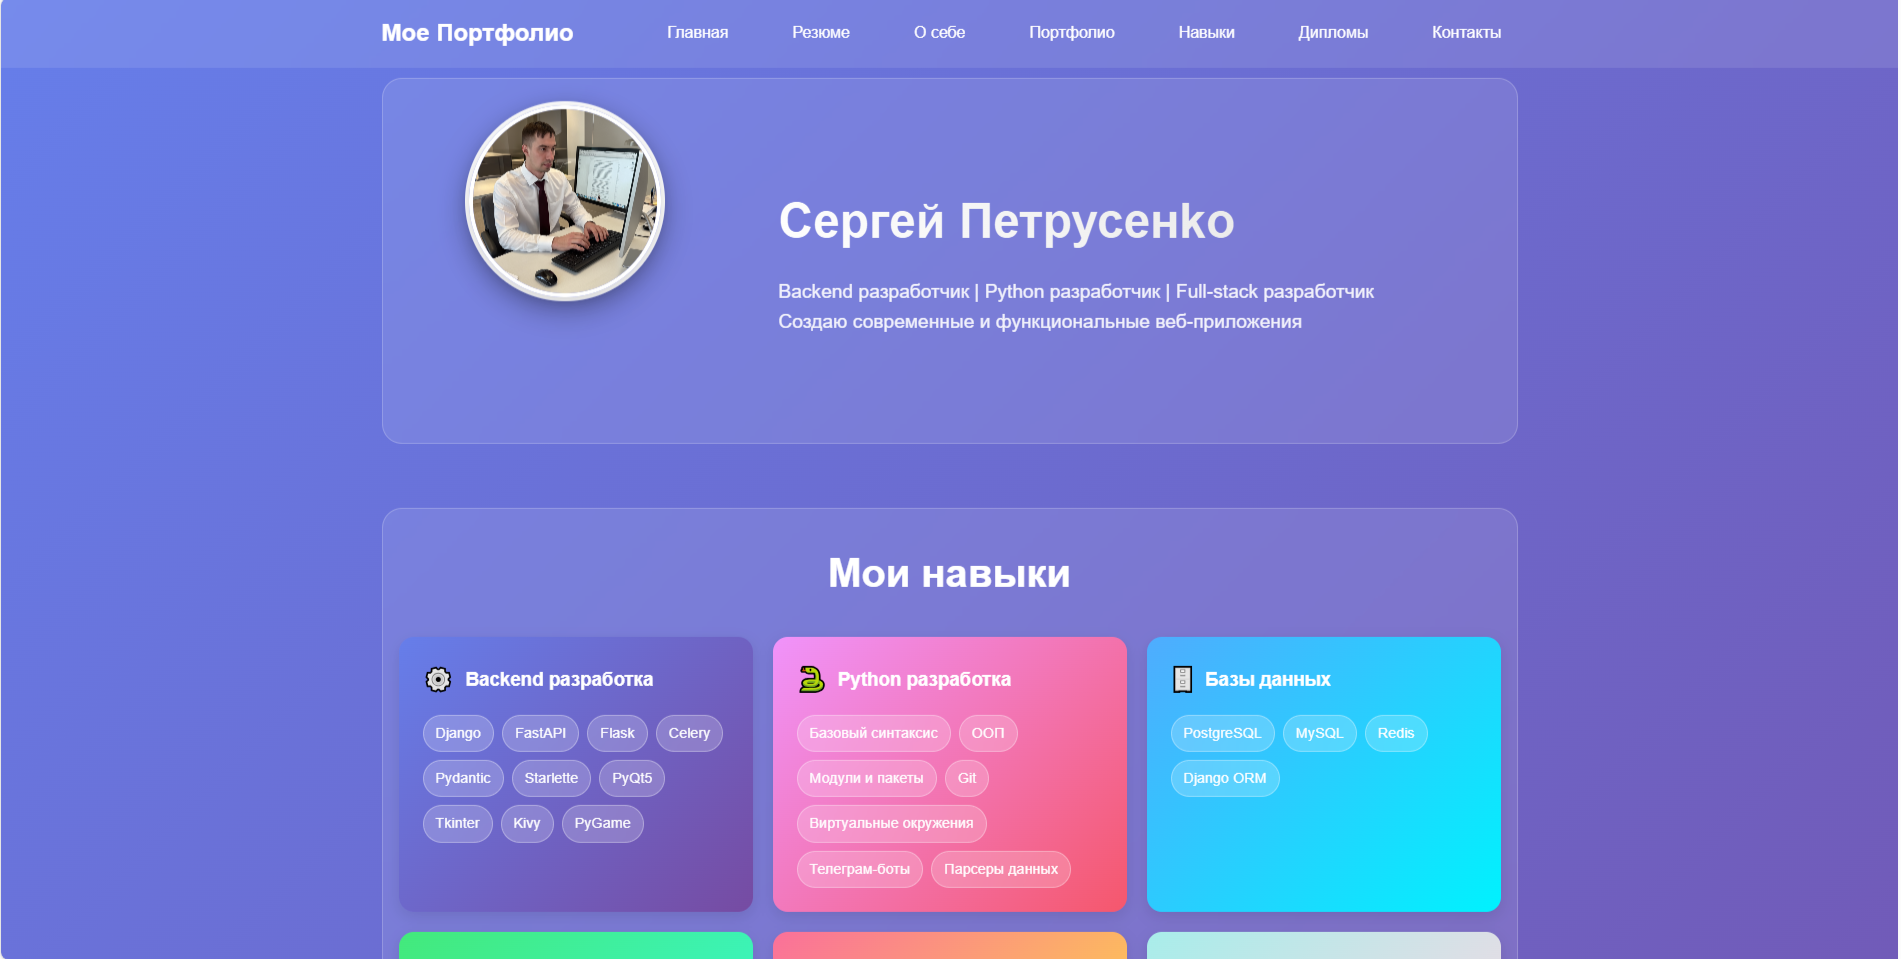 Мое Портфолио
Главная Резюме О себе Портфолио Навыки Дипломы Контакты
Сергей Петрусенко
Backend разработчик | Python разработчик | Full-stack разработчик
Создаю современные и функциональные веб-приложения
Мои навыки
Backend разработка
Django FastAPI Flask Celery
Pydantic Starlette PyQt5
Tkinter Kivy PyGame
Python разработка
Базовый синтаксис ООП
Модули и пакеты Git
Виртуальные окружения
Телеграм-боты Парсеры данных
Базы данных
PostgreSQL MySQL Redis
Django ORM